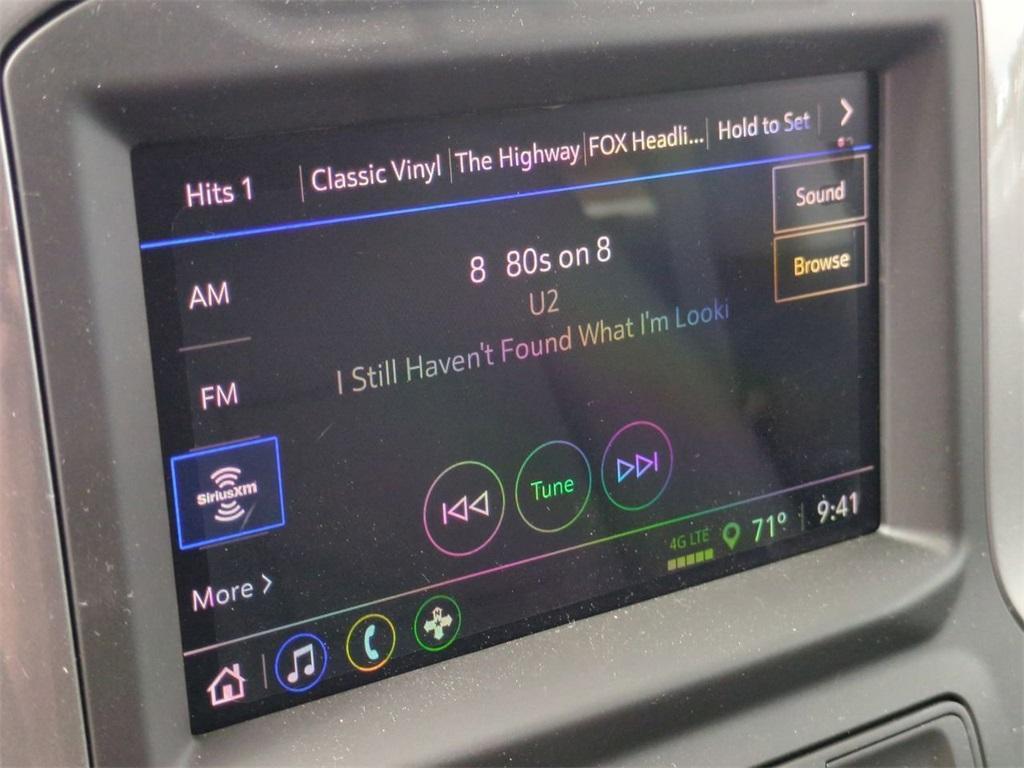 Hits 1
Classic Vinyl
The Highway
FOX Headli...
Hold to Set
Sound
Browse
AM
FM
SiriusXM
More
8 80s on 8
U2
I Still Haven't Found What I'm Looki
Tune
4G LTE
71°
9:41
N